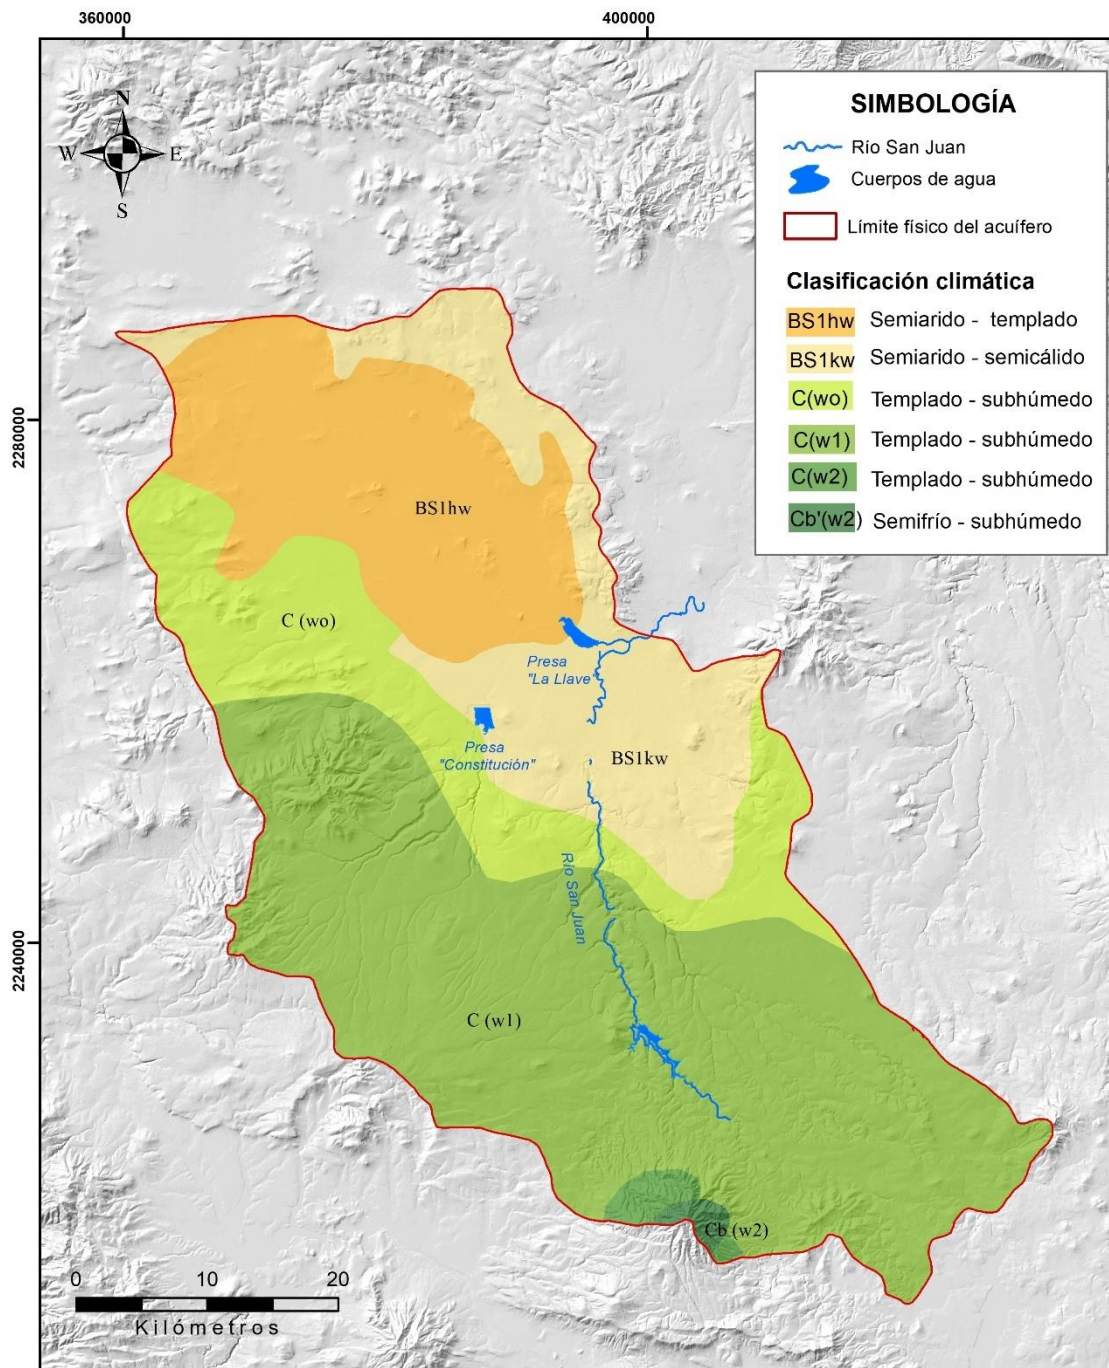 360000
400000
N
W
E
S
2280000
2240000
SIMBOLOGÍA
Río San Juan
Cuerpos de agua
Límite físico del acuífero
Clasificación climática
BS1hw Semiarido - templado
BS1kw Semiarido - semicálido
C(wo) Templado - subhúmedo
C(w1) Templado - subhúmedo
C(w2) Templado - subhúmedo
Cb'(w2) Semifrío - subhúmedo
BS1hw
C (wo)
Presa
"La Llave"
Presa
"Constitución"
BS1kw
Río San Juan
C (w1)
Cb (w2)
0 10 20
Kilómetros